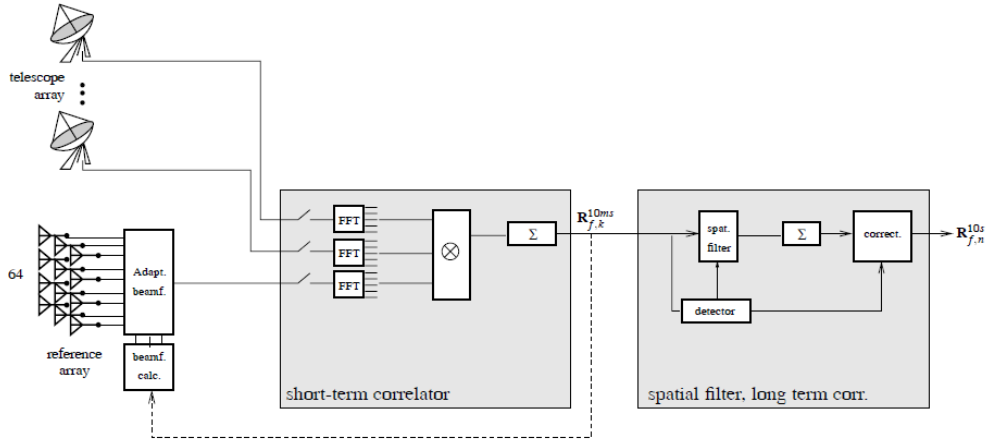 telescope
array
64
reference
array
Adapt.
beamf.
beamf.
calc.
FFT
FFT
FFT
Σ
short-term correlator
R 10ms f,k
spat.
filter
Σ
correct.
detector
spatial filter, long term corr.
R 10s f,n